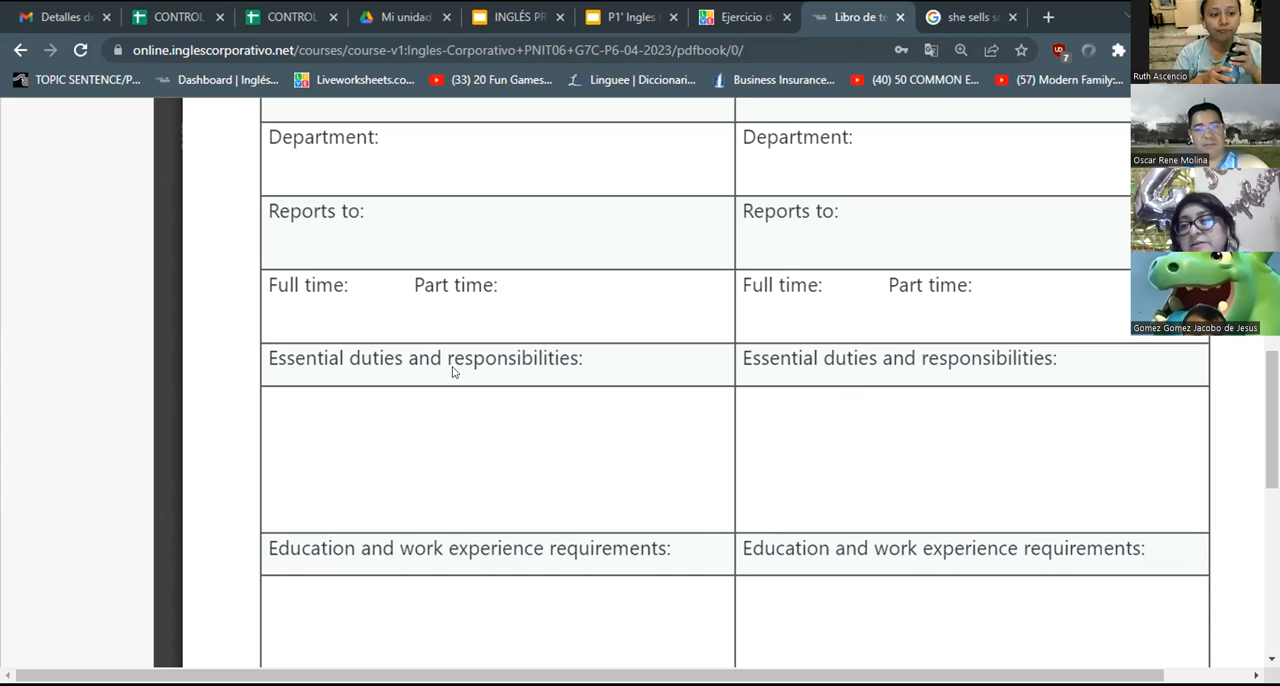 Detalles de
CONTROL
CONTROL
Mi unidad
INGLÉS PR
P1' Ingles
Ejercicio de
Libro de te
she sells s
online.inglescorporativo.net/courses/course-v1:Ingles-Corporativo+PNIT06+G7C-P6-04-2023/pdfbook/0/
7
TOPIC SENTENCE/P...
Dashboard | Inglés...
Liveworksheets.co...
(33) 20 Fun Games...
Linguee | Diccionari...
Business Insurance...
(40) 50 COMMON E...
(57) Modern Family:...
Ruth Ascencio
Oscar Rene Molina
Gomez Gomez Jacobo de Jesus
Department: Department:
Reports to: Reports to:
Full time: Part time: Full time: Part time:
Essential duties and responsibilities: Essential duties and responsibilities:
Education and work experience requirements: Education and work experience requirements: